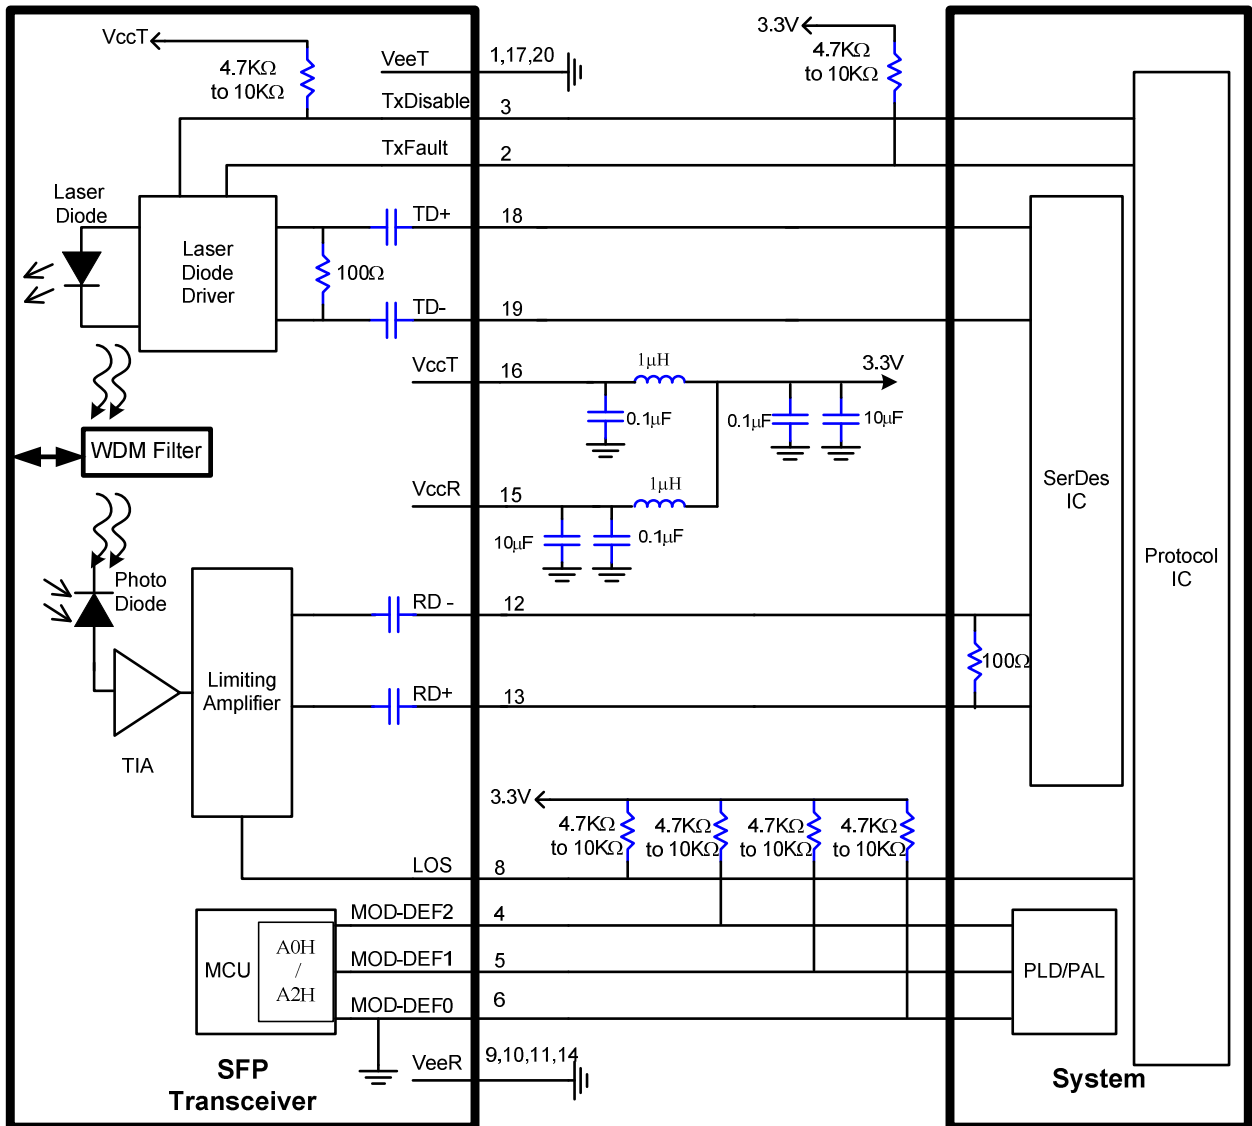 VccT
4.7KΩ
to 10KΩ
VeeT
1,17,20
3.3V
4.7KΩ
to 10KΩ
TxDisable
3
TxFault
2
Laser
Diode
Laser
Diode
Driver
TD+
18
100Ω
TD-
19
VccT
16
1μH
3.3V
0.1μF
0.1μF
10μF
WDM Filter
VccR
15
1μH
10μF
0.1μF
SerDes
IC
Protocol
IC
Photo
Diode
RD -
12
Limiting
Amplifier
RD+
13
100Ω
TIA
3.3V
4.7KΩ
to 10KΩ
4.7KΩ
to 10KΩ
4.7KΩ
to 10KΩ
4.7KΩ
to 10KΩ
LOS
8
MCU
A0H
/
A2H
MOD-DEF2
4
MOD-DEF1
5
MOD-DEF0
6
PLD/PAL
VeeR
9,10,11,14
SFP
Transceiver
System